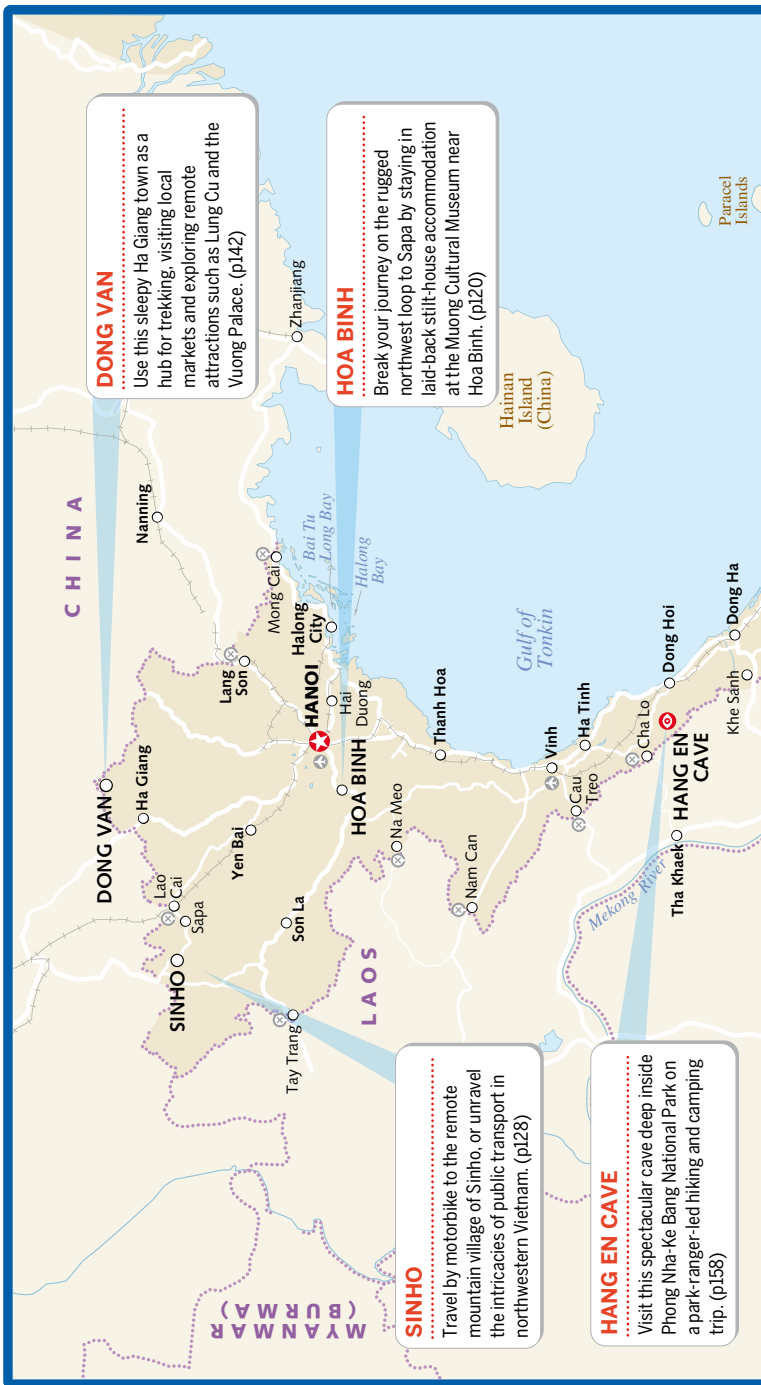 DONG VAN
Use this sleepy Ha Giang town as a
hub for trekking, visiting local
markets and exploring remote
attractions such as Lung Cu and the
Vuong Palace. (p142)
HOA BINH
Break your journey on the rugged
northwest loop to Sapa by staying in
laid-back stilt-house accommodation
at the Muong Cultural Museum near
Hoa Binh. (p120)
SINHO
Travel by motorbike to the remote
mountain village of Sinho, or unravel
the intricacies of public transport in
northwestern Vietnam. (p128)
HANG EN CAVE
Visit this spectacular cave deep inside
Phong Nha-Ke Bang National Park on
a park-ranger-led hiking and camping
trip. (p158)
CHINA
Nanning
Zhanjiang
DONG VAN
Ha Giang
Lao
Cai
Sapa
SINHO
Yen Bai
Lang
Son
Mong Cai
Bai Tu
Long Bay
Halong
Bay
Halong
City
HANOI
Hai
Duong
HOA BINH
Son La
Tay Trang
LAOS
Na Meo
Thanh Hoa
Nam Can
Vinh
Ha Tinh
Cau
Treo
Cha Lo
Gulf of
Tonkin
Hainan
Island
(China)
Paracel
Islands
Dong Hoi
Dong Ha
Khe Sanh
HANG EN
CAVE
Tha Khaek
Mekong River
MYANMAR
(BURMA)